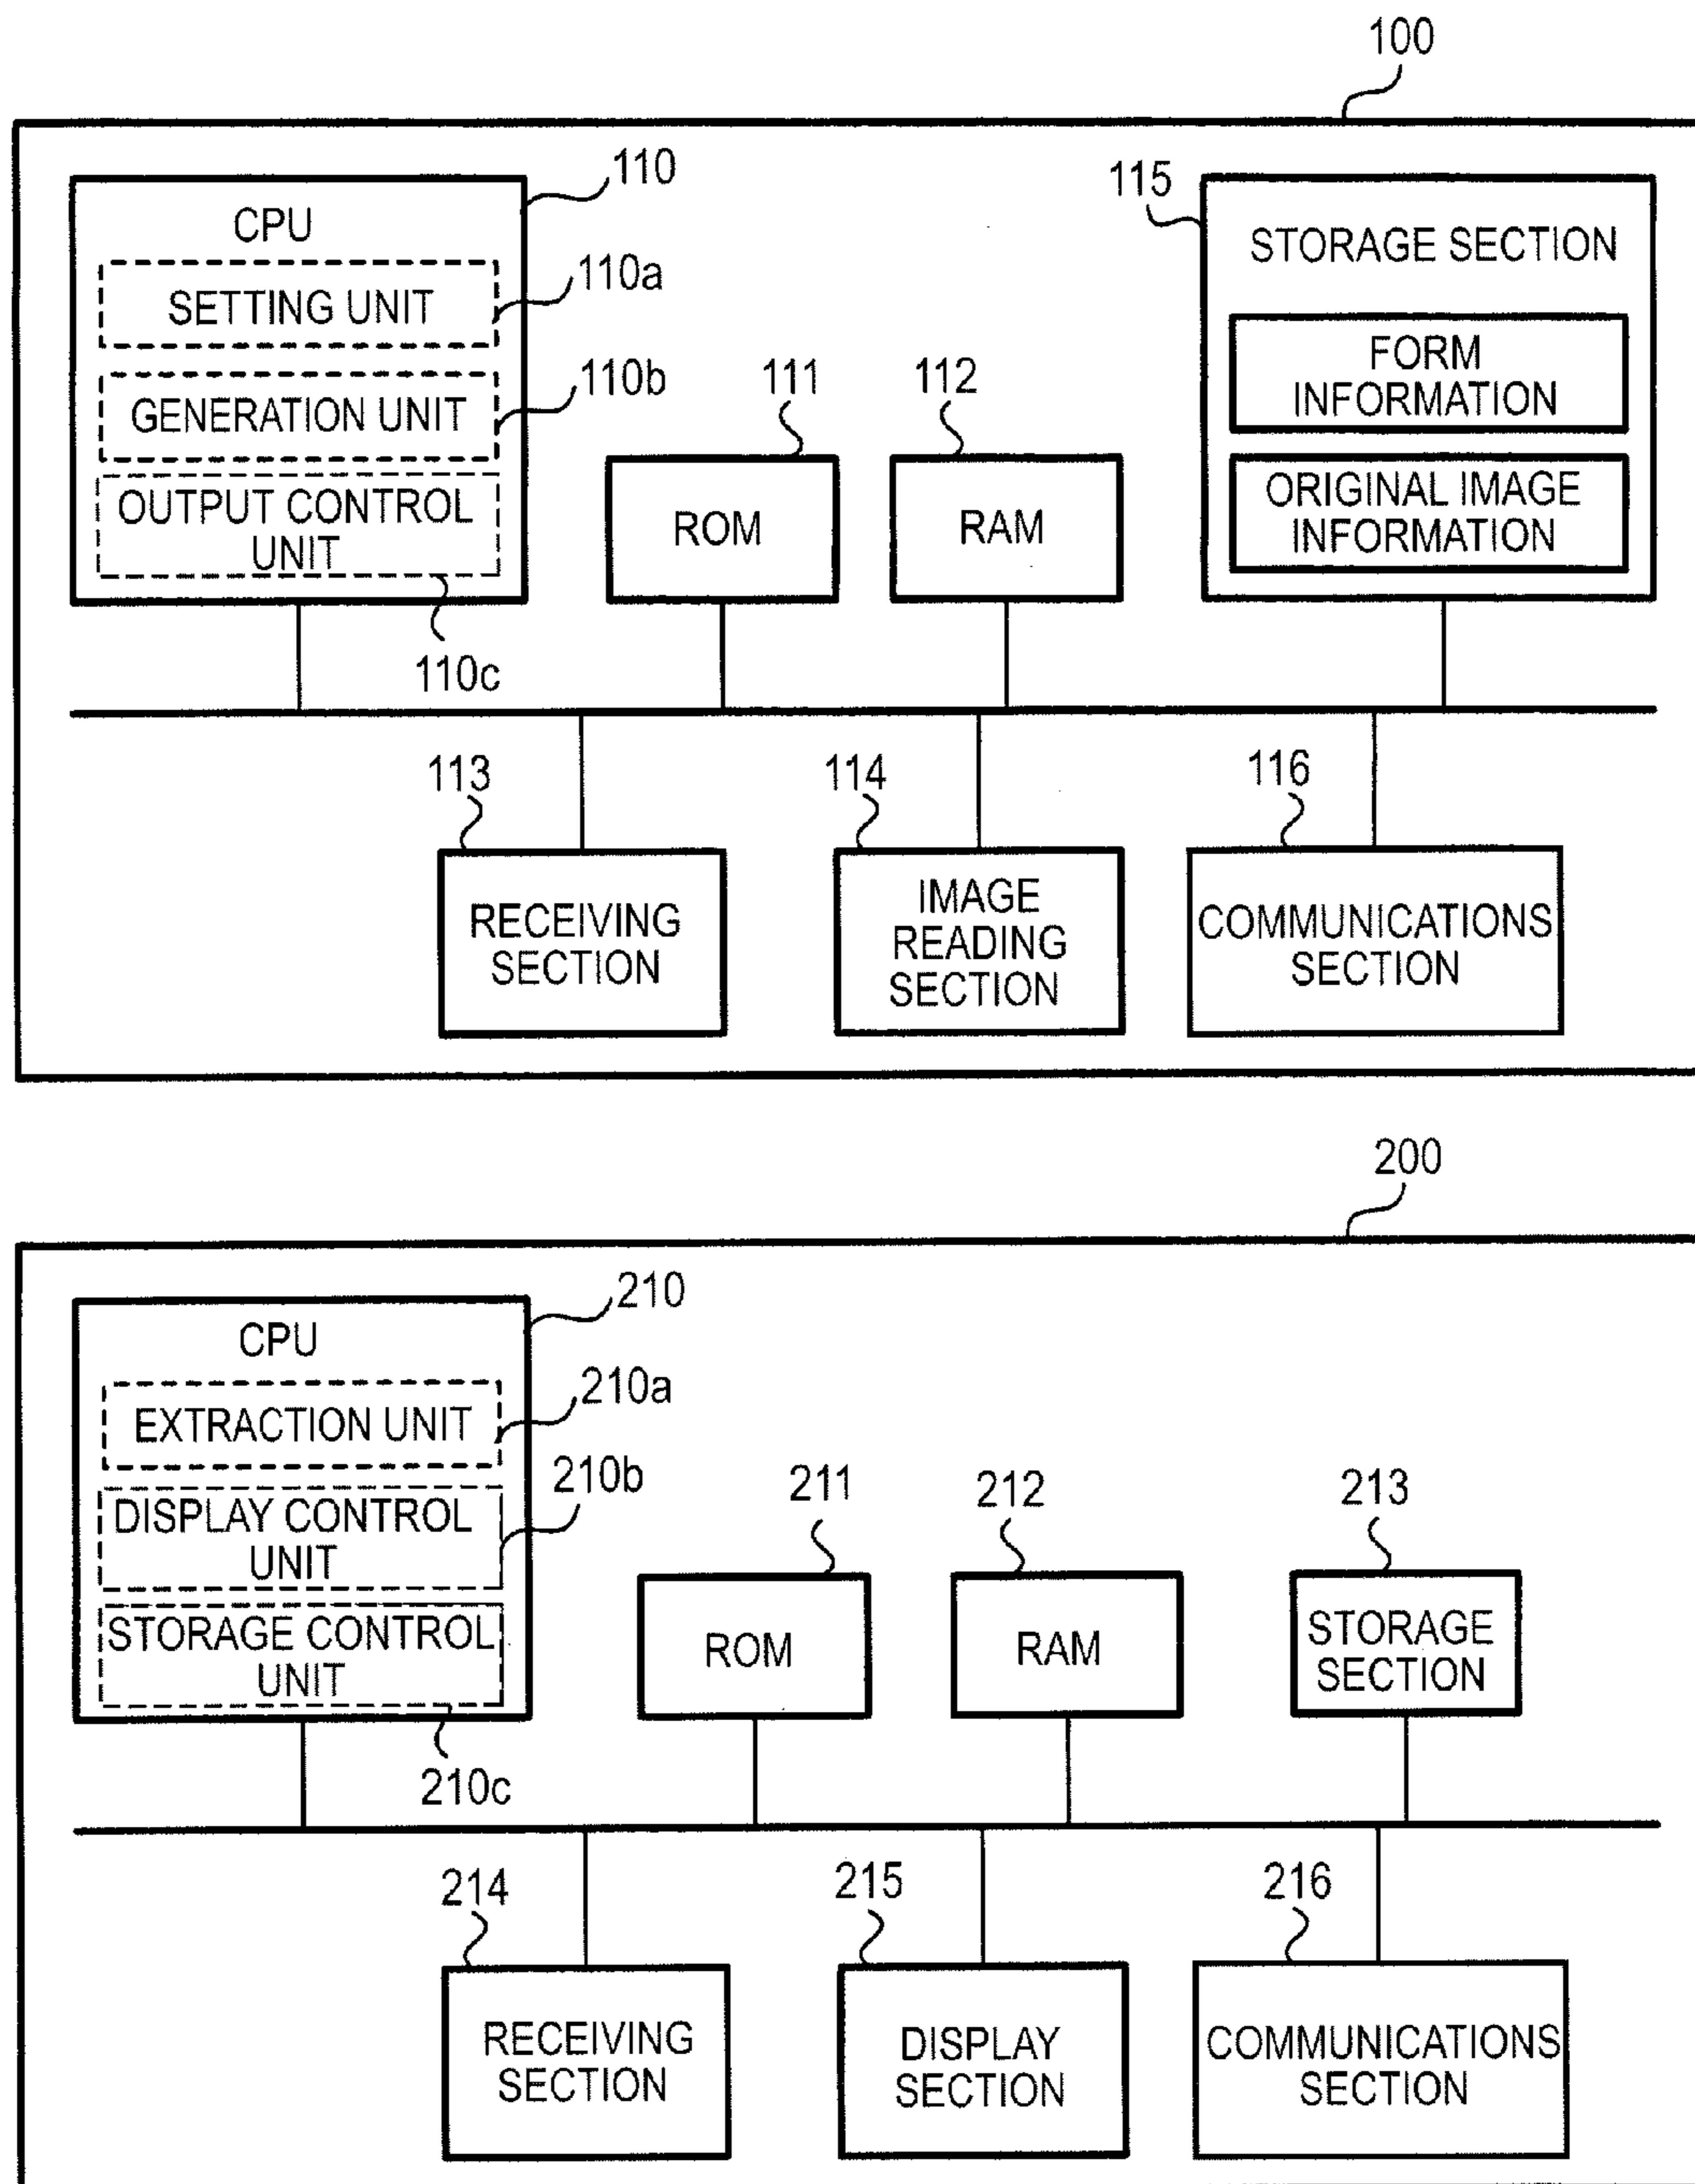 100
110
115
CPU
STORAGE SECTION
SETTING UNIT
110a
FORM
INFORMATION
GENERATION UNIT
110b
111
112
ORIGINAL IMAGE
INFORMATION
OUTPUT CONTROL
UNIT
ROM
RAM
110c
113
114
116
RECEIVING
SECTION
IMAGE
READING
SECTION
COMMUNICATIONS
SECTION
200
210
CPU
EXTRACTION UNIT
210a
DISPLAY CONTROL
UNIT
210b
211
212
213
STORAGE CONTROL
UNIT
ROM
RAM
STORAGE
SECTION
210c
214
215
216
RECEIVING
SECTION
DISPLAY
SECTION
COMMUNICATIONS
SECTION